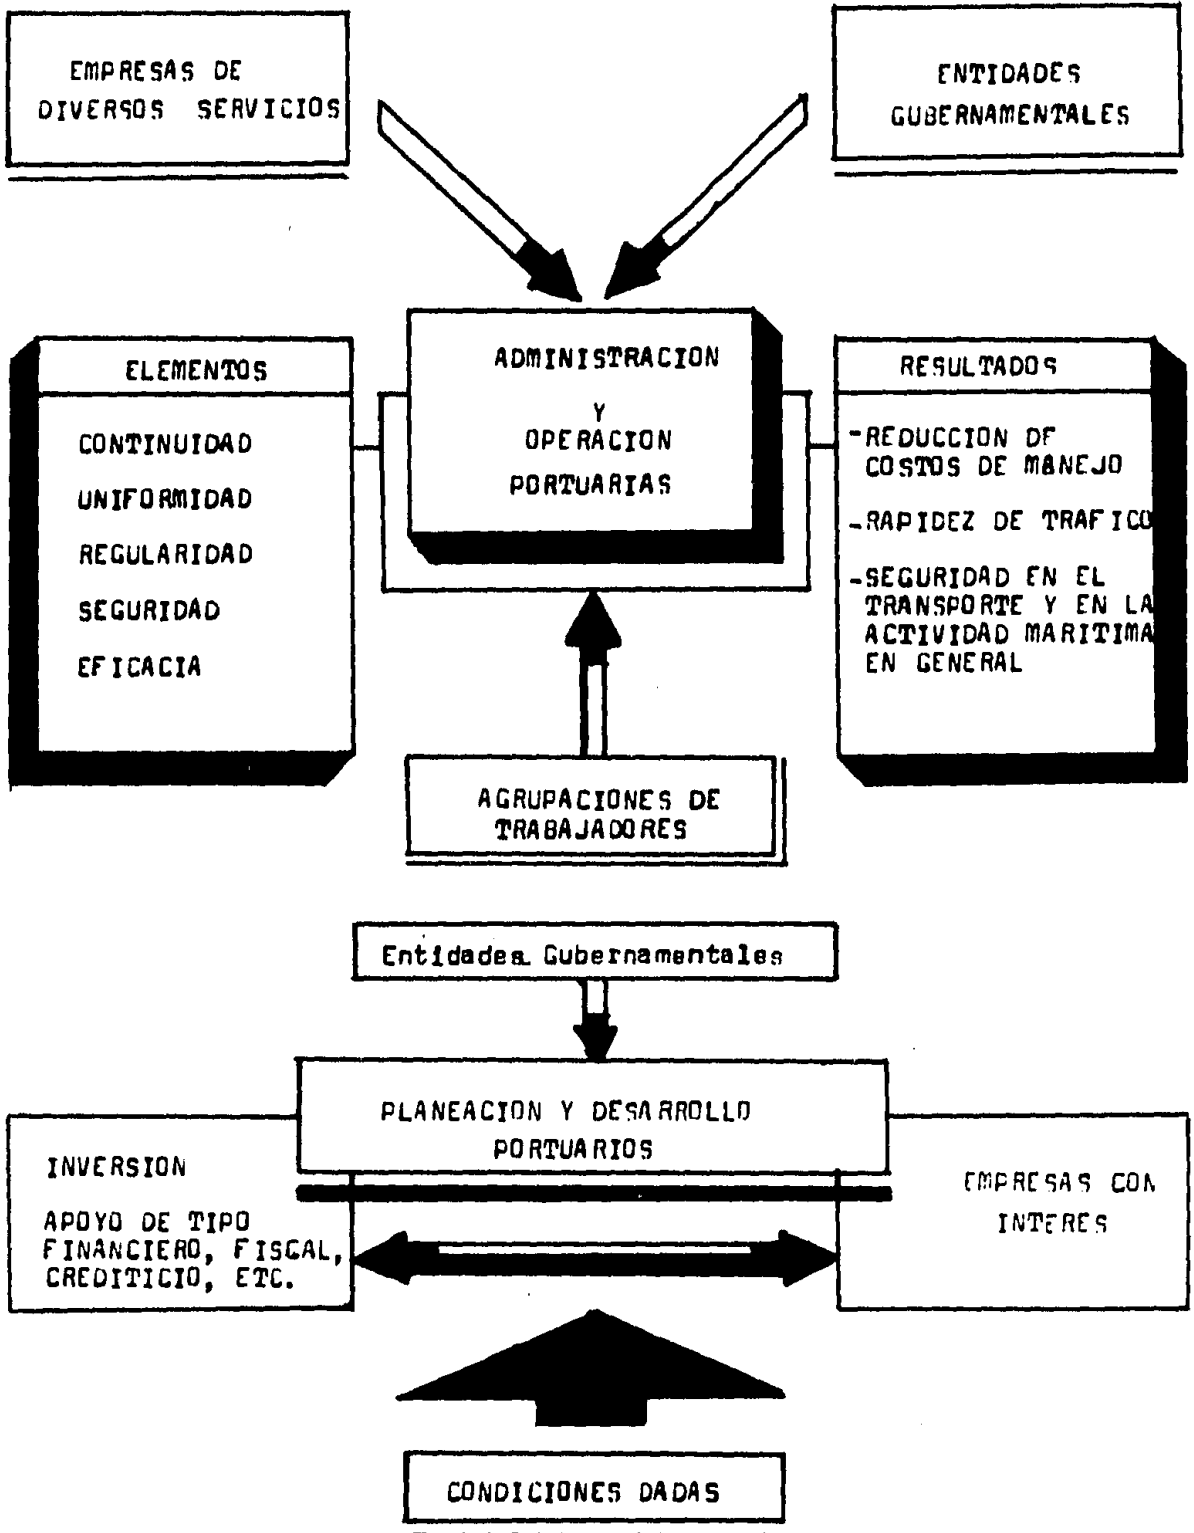 EMPRESAS DE
DIVERSOS SERVICIOS
ENTIDADES
GUBERNAMENTALES
ELEMENTOS
CONTINUIDAD
UNIFORMIDAD
REGULARIDAD
SEGURIDAD
EFICACIA
ADMINISTRACION
Y
OPERACION
PORTUARIAS
RESULTADOS
-REDUCCION DE
COSTOS DE MANEJO
-RAPIDEZ DE TRAFICO
-SEGURIDAD EN EL
TRANSPORTE Y EN LA
ACTIVIDAD MARITIMA
EN GENERAL
AGRUPACIONES DE
TRABAJADORES
Entidades Gubernamentales
PLANEACION Y DESARROLLO
PORTUARIOS
INVERSION
APOYO DE TIPO
FINANCIERO, FISCAL,
CREDITICIO, ETC.
EMPRESAS CON
INTERES
CONDICIONES DADAS